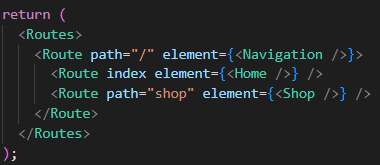 return (
  <Routes>
    <Route path="/" element={<Navigation />}>
      <Route index element={<Home />} />
      <Route path="shop" element={<Shop />} />
    </Route>
  </Routes>
);